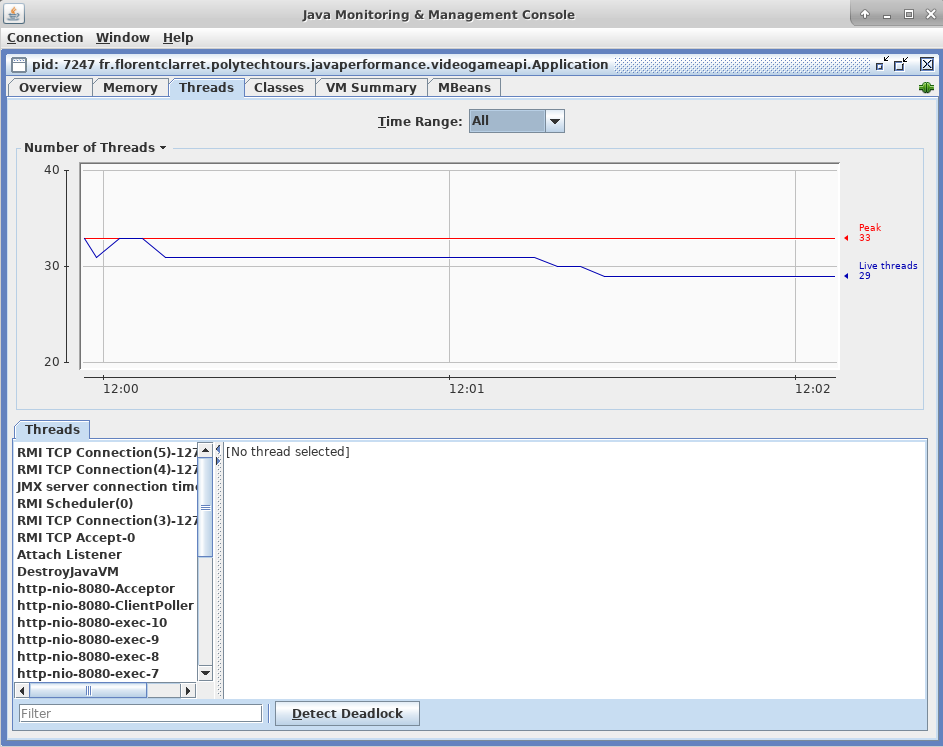 Java Monitoring & Management Console
Connection Window Help
pid: 7247 fr.florentclarret.polytechtours.javaperformance.videogameapi.Application
Overview Memory Threads Classes VM Summary MBeans
Time Range: All
Number of Threads
40
Peak
33
30
Live threads
29
20
12:00 12:01 12:02
Threads
RMI TCP Connection(5)-127
[No thread selected]
RMI TCP Connection(4)-127
JMX server connection time
RMI Scheduler(0)
RMI TCP Connection(3)-127
RMI TCP Accept-0
Attach Listener
DestroyJavaVM
http-nio-8080-Acceptor
http-nio-8080-ClientPoller
http-nio-8080-exec-10
http-nio-8080-exec-9
http-nio-8080-exec-8
http-nio-8080-exec-7
Filter Detect Deadlock